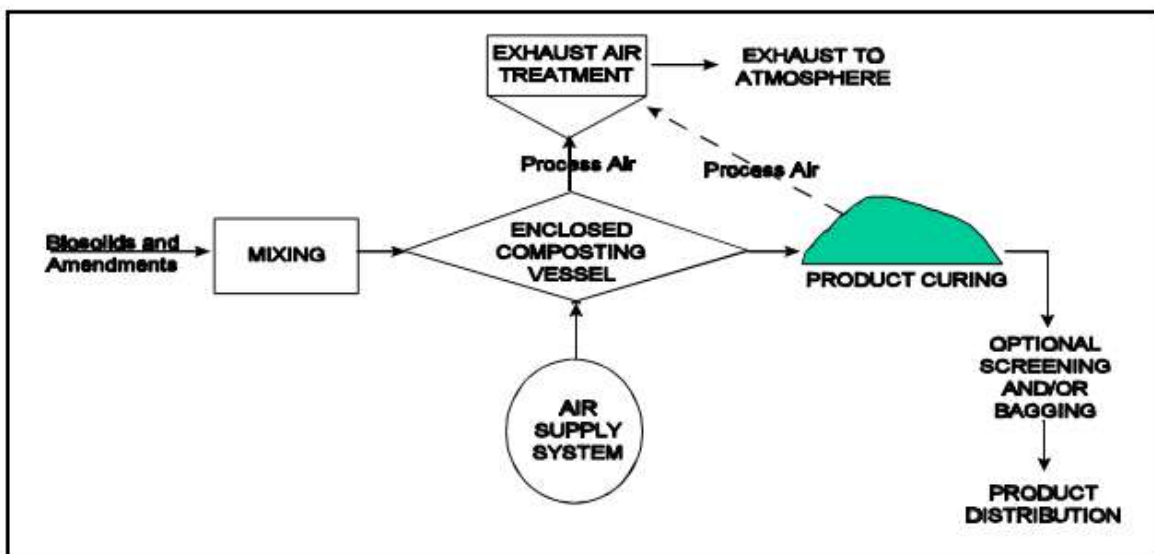 EXHAUST AIR
TREATMENT
EXHAUST TO
ATMOSPHERE
Process Air
Process Air
Biosolids and
Amendments
MIXING
ENCLOSED
COMPOSTING
VESSEL
PRODUCT CURING
AIR
SUPPLY
SYSTEM
OPTIONAL
SCREENING
AND/OR
BAGGING
PRODUCT
DISTRIBUTION